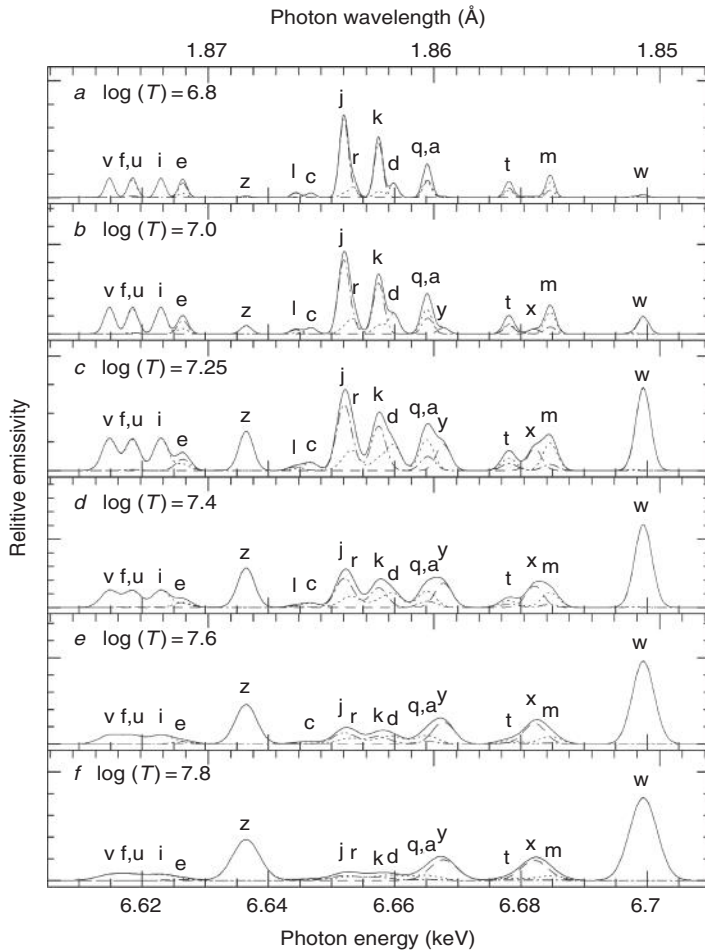 Photon wavelength (Å)
1.87 1.86 1.85
a log (T) = 6.8
v f,u i e z l c j r k d q,a t m w
b log (T) = 7.0
v f,u i e z l c j r k d q,a y t x m w
c log (T) = 7.25
v f,u i e z l c j r k d q,a y t x m w
d log (T) = 7.4
v f,u i e z l c j r k d q,a y t x m w
e log (T) = 7.6
v f,u i e z c j r k d q,a y t x m w
f log (T) = 7.8
v f,u i e z j r k d q,a y t x m w
Relitive emissivity
6.62 6.64 6.66 6.68 6.7
Photon energy (keV)